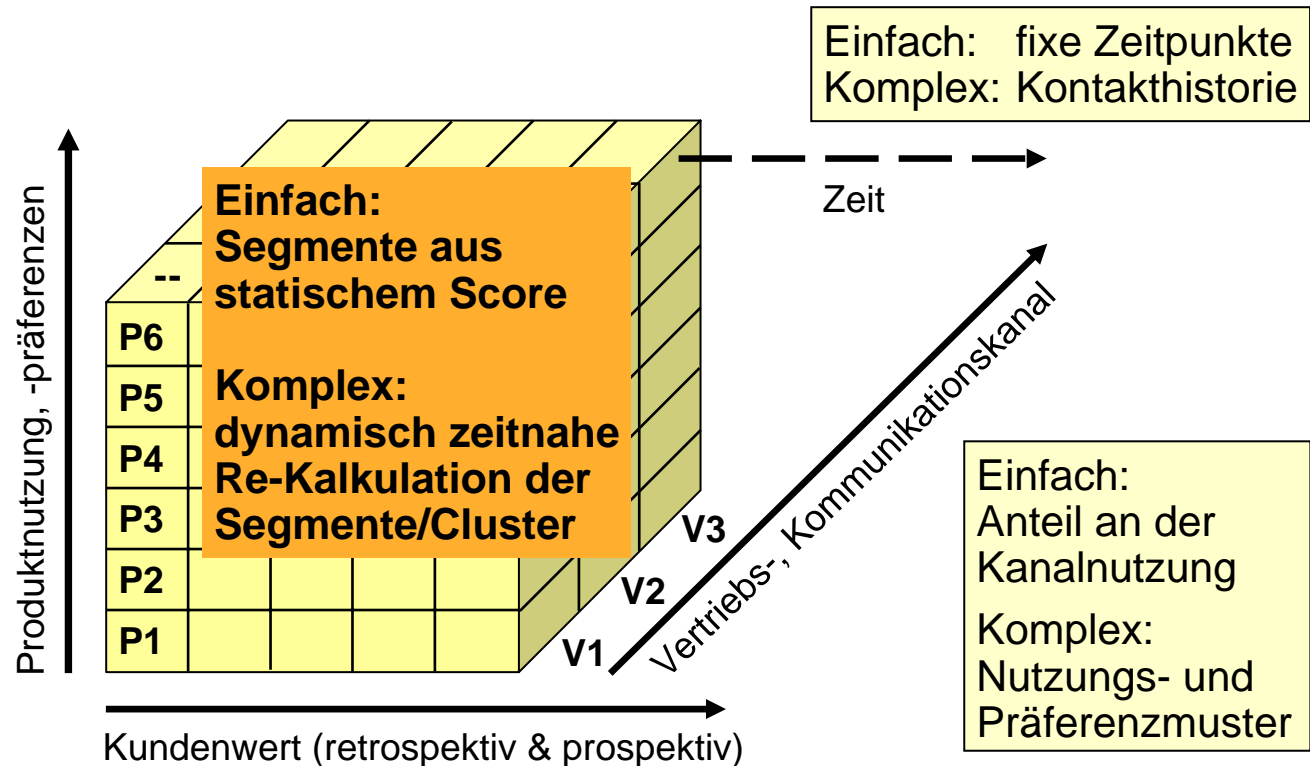 Einfach: fixe Zeitpunkte
Komplex: Kontakthistorie
Zeit
Produktnutzung, -präferenzen
--
P6
P5
P4
P3
P2
P1
Einfach:
Segmente aus
statischem Score
Komplex:
dynamisch zeitnahe
Re-Kalkulation der
Segmente/Cluster
V3
V2
V1
Vertriebs-, Kommunikationskanal
Einfach:
Anteil an der
Kanalnutzung
Komplex:
Nutzungs- und
Präferenzmuster
Kundenwert (retrospektiv & prospektiv)